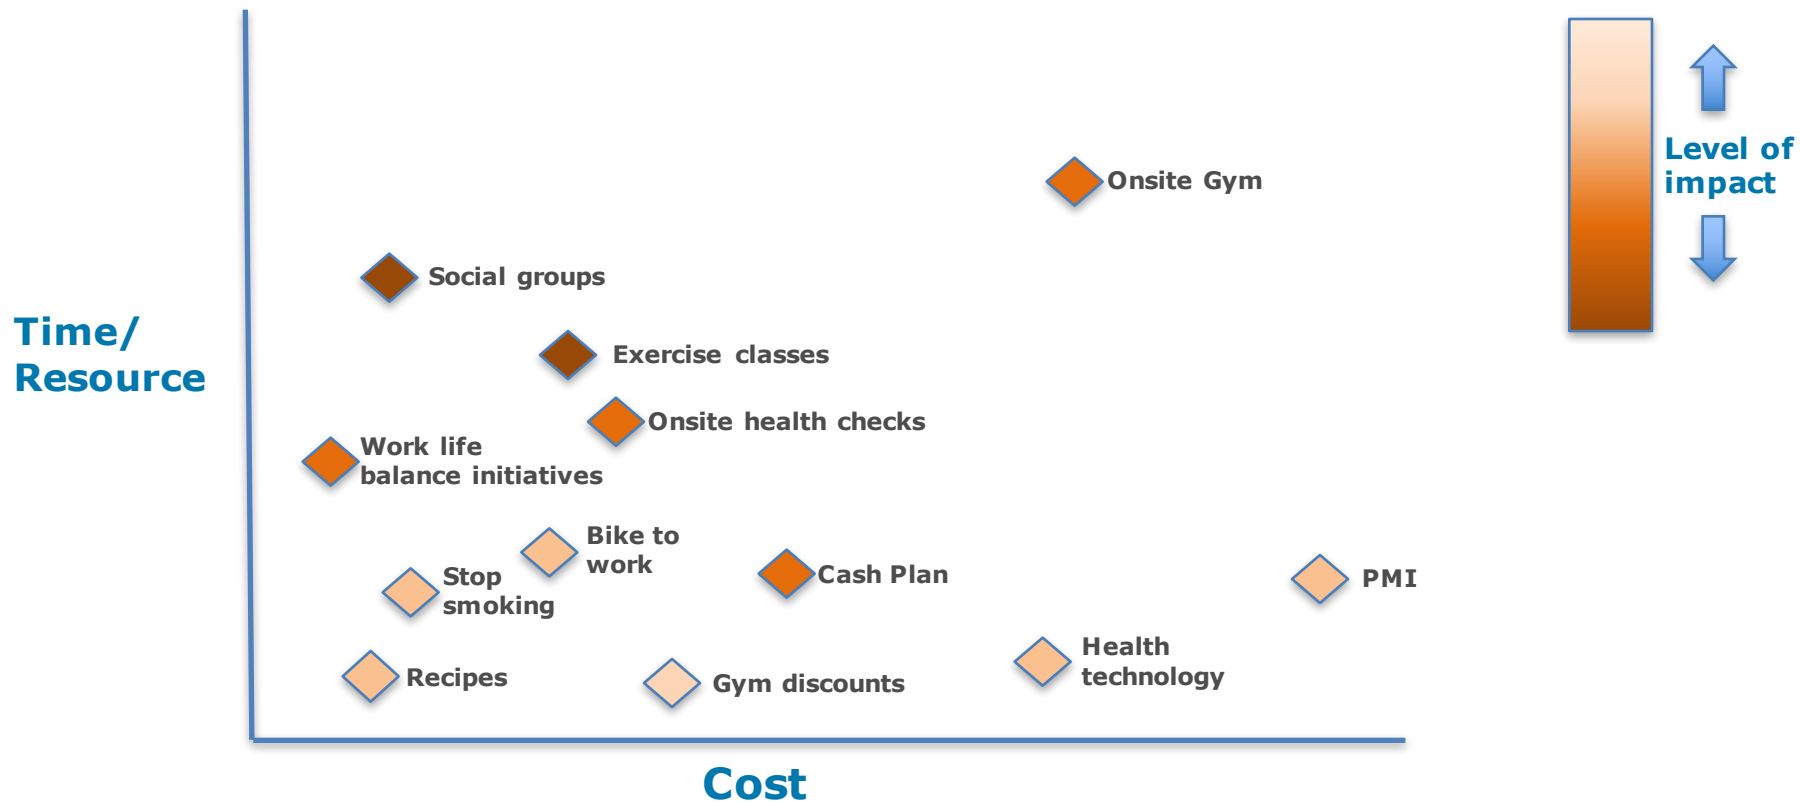 Level of
impact
Onsite Gym
Social groups
Time/
Resource
Exercise classes
Onsite health checks
Work life
balance initiatives
Bike to
work
Stop
smoking
Cash Plan
PMI
Health
technology
Recipes
Gym discounts
Cost